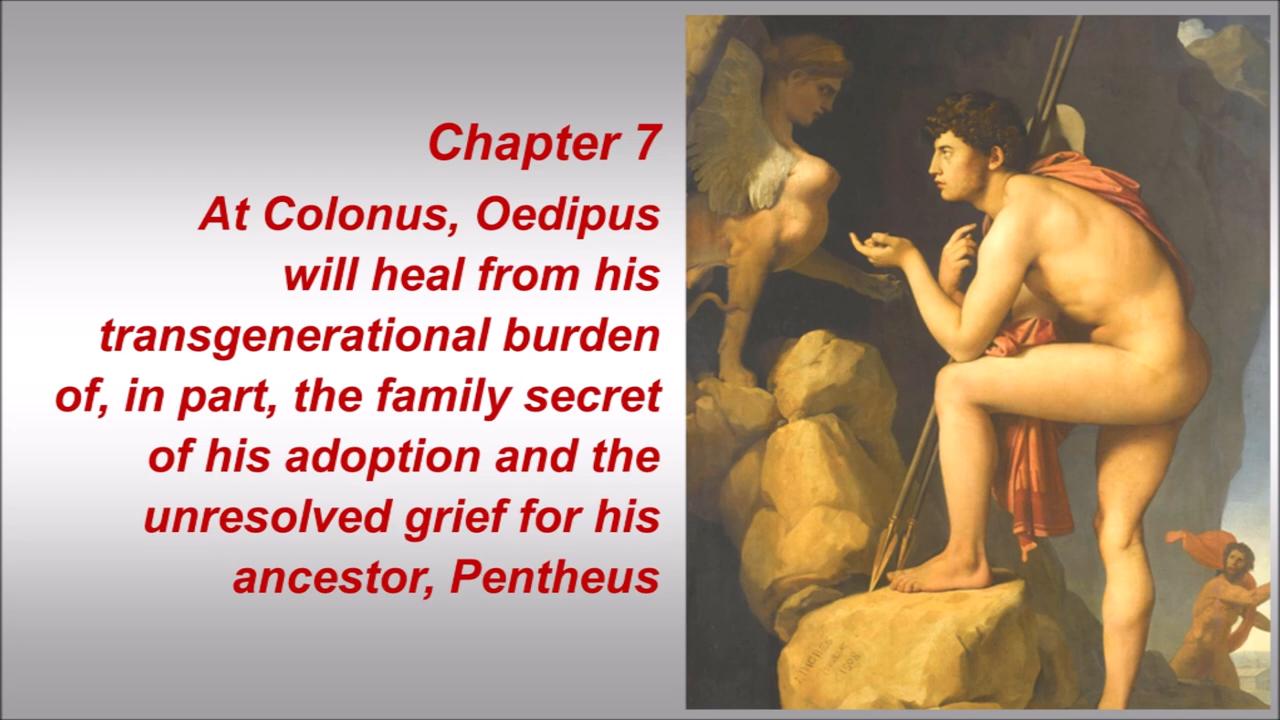 Chapter 7
At Colonus, Oedipus
will heal from his
transgenerational burden
of, in part, the family secret
of his adoption and the
unresolved grief for his
ancestor, Pentheus